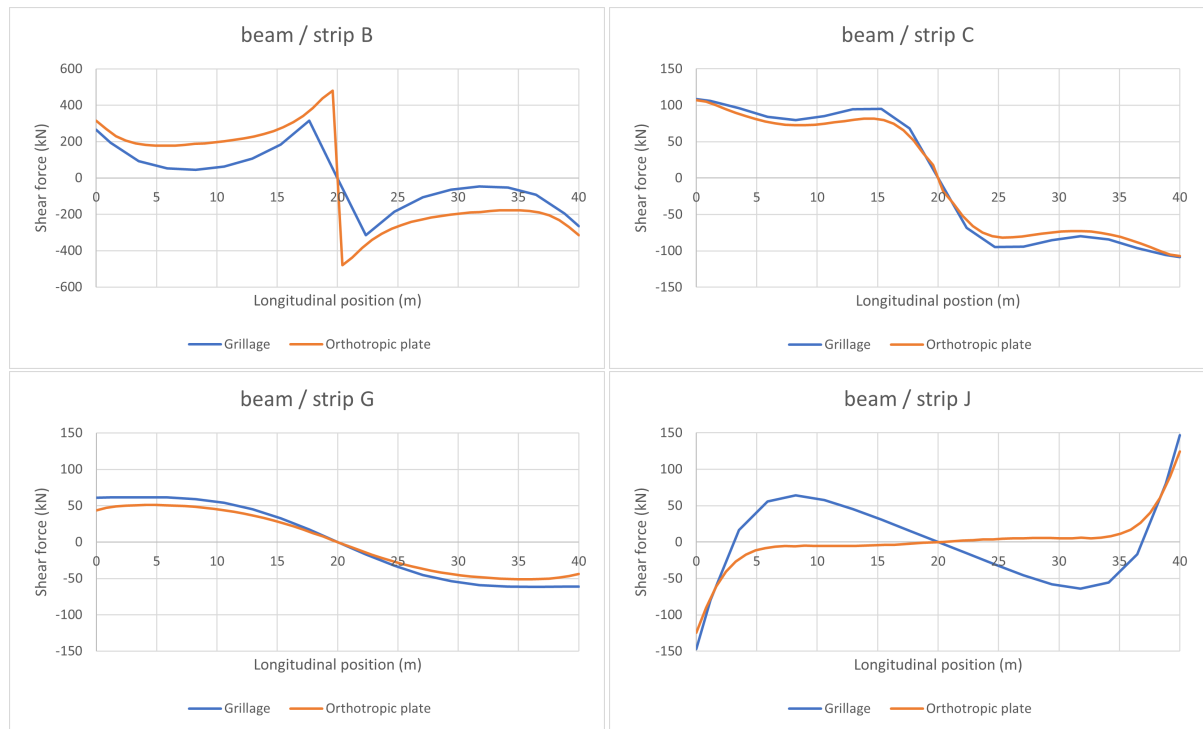 beam / strip B
600
400
200
0
-200
-400
-600
0 5 10 15 20 25 30 35 40
Shear force (kN)
Longitudinal position (m)
Grillage Orthotropic plate
beam / strip C
150
100
50
0
-50
-100
-150
0 5 10 15 20 25 30 35 40
Shear force (kN)
Longitudinal postion (m)
Grillage Orthotropic plate
beam / strip G
150
100
50
0
-50
-100
-150
0 5 10 15 20 25 30 35 40
Shear force (kN)
Longitudinal position (m)
Grillage Orthotropic plate
beam / strip J
150
100
50
0
-50
-100
-150
0 5 10 15 20 25 30 35 40
Shear force (kN)
Longitudinal position (m)
Grillage Orthotropic plate